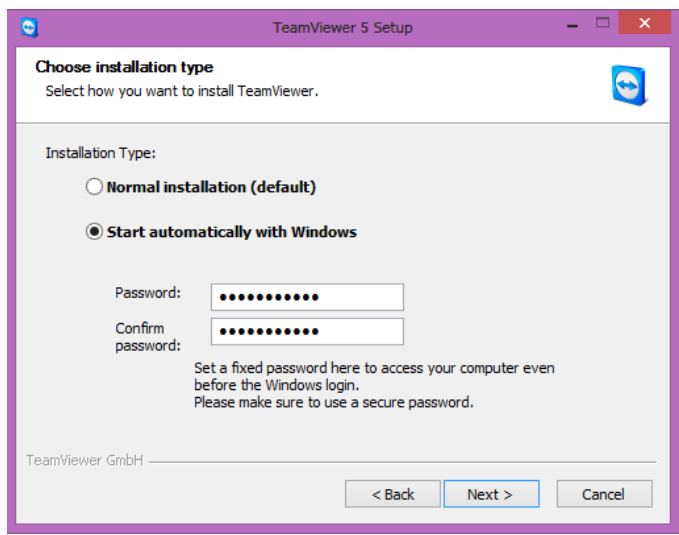 TeamViewer 5 Setup
Choose installation type
Select how you want to install TeamViewer.
Installation Type:
Normal installation (default)
Start automatically with Windows
Password: •••••••••••
Confirm
password: •••••••••••
Set a fixed password here to access your computer even
before the Windows login.
Please make sure to use a secure password.
TeamViewer GmbH
< Back Next > Cancel